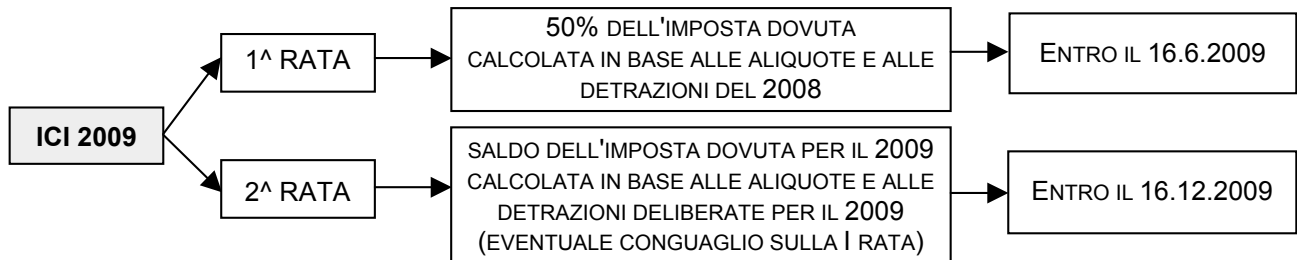 ICI 2009
1^ RATA
50% DELL'IMPOSTA DOVUTA
CALCOLATA IN BASE ALLE ALIQUOTE E ALLE
DETRAZIONI DEL 2008
ENTRO IL 16.6.2009
2^ RATA
SALDO DELL'IMPOSTA DOVUTA PER IL 2009
CALCOLATA IN BASE ALLE ALIQUOTE E ALLE
DETRAZIONI DELIBERATE PER IL 2009
(EVENTUALE CONGUAGLIO SULLA I RATA)
ENTRO IL 16.12.2009